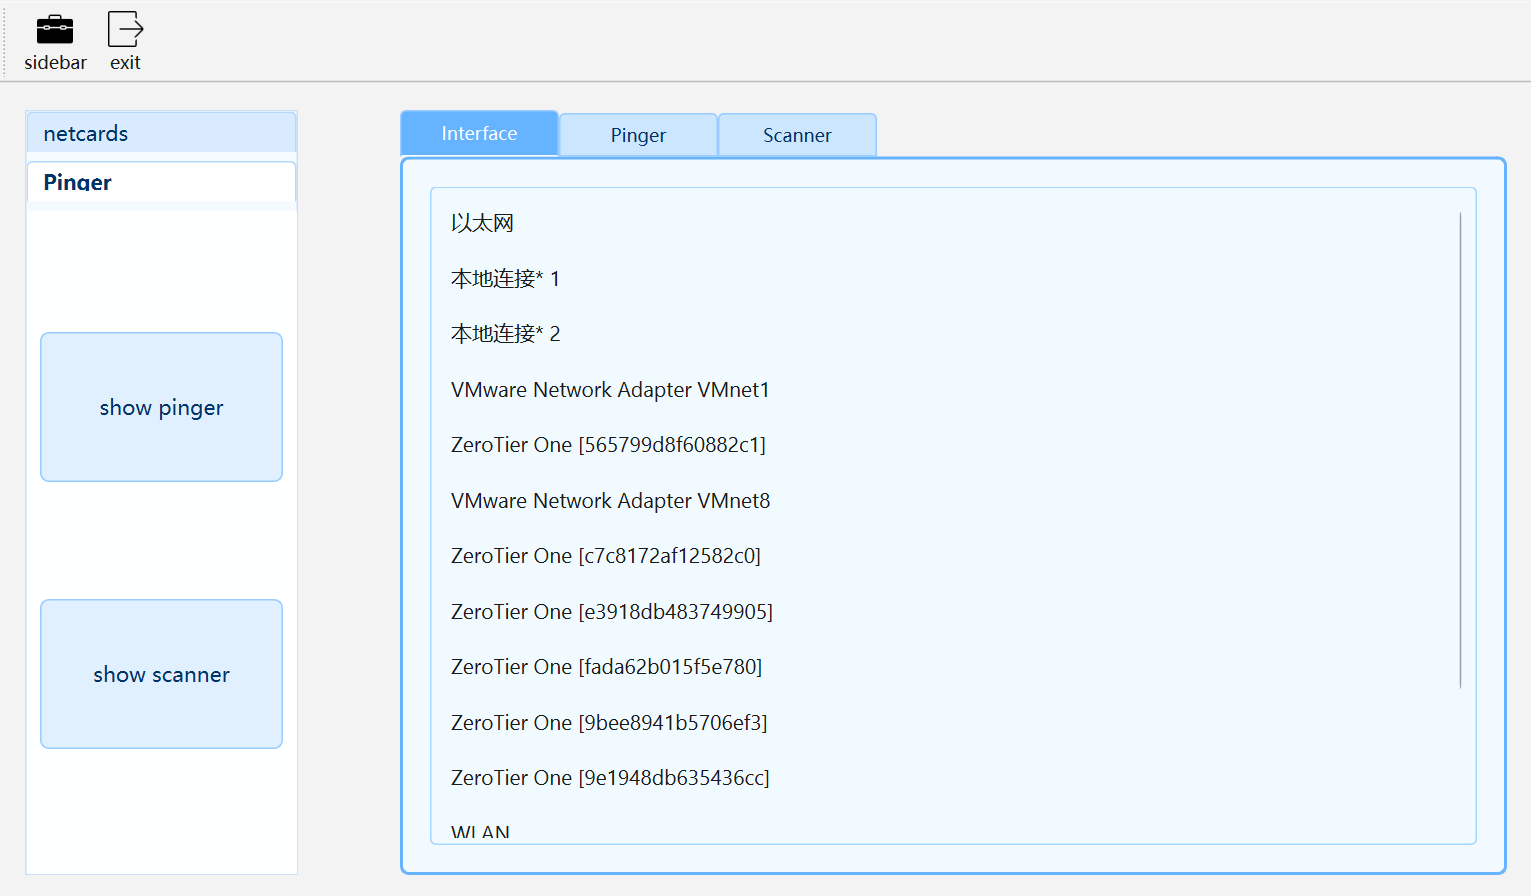 sidebar exit
netcards
Pinger
show pinger
show scanner
Interface Pinger Scanner
以太网
本地连接* 1
本地连接* 2
VMware Network Adapter VMnet1
ZeroTier One [565799d8f60882c1]
VMware Network Adapter VMnet8
ZeroTier One [c7c8172af12582c0]
ZeroTier One [e3918db483749905]
ZeroTier One [fada62b015f5e780]
ZeroTier One [9bee8941b5706ef3]
ZeroTier One [9e1948db635436cc]
WLAN